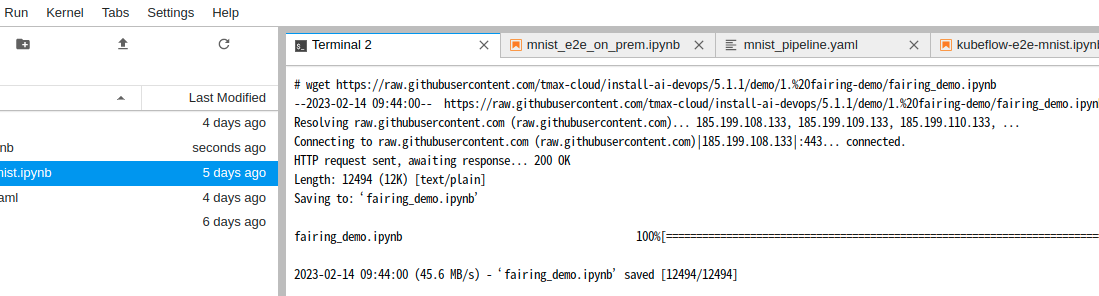 Run Kernel Tabs Settings Help
Terminal 2 mnist_e2e_on_prem.ipynb mnist_pipeline.yaml kubeflow-e2e-mnist.ipynl
Last Modified
4 days ago
nb seconds ago
nist.ipynb 5 days ago
aml 4 days ago
6 days ago
# wget https://raw.githubusercontent.com/tmax-cloud/install-ai-devops/5.1.1/demo/1.%20fairing-demo/fairing_demo.ipynb
--2023-02-14 09:44:00-- https://raw.githubusercontent.com/tmax-cloud/install-ai-devops/5.1.1/demo/1.%20fairing-demo/fairing_demo.ipynb
Resolving raw.githubusercontent.com (raw.githubusercontent.com)... 185.199.108.133, 185.199.109.133, 185.199.110.133, ...
Connecting to raw.githubusercontent.com (raw.githubusercontent.com)|185.199.108.133|:443... connected.
HTTP request sent, awaiting response... 200 OK
Length: 12494 (12K) [text/plain]
Saving to: ‘fairing_demo.ipynb’
fairing_demo.ipynb 100%[=======================================================================
2023-02-14 09:44:00 (45.6 MB/s) - ‘fairing_demo.ipynb’ saved [12494/12494]